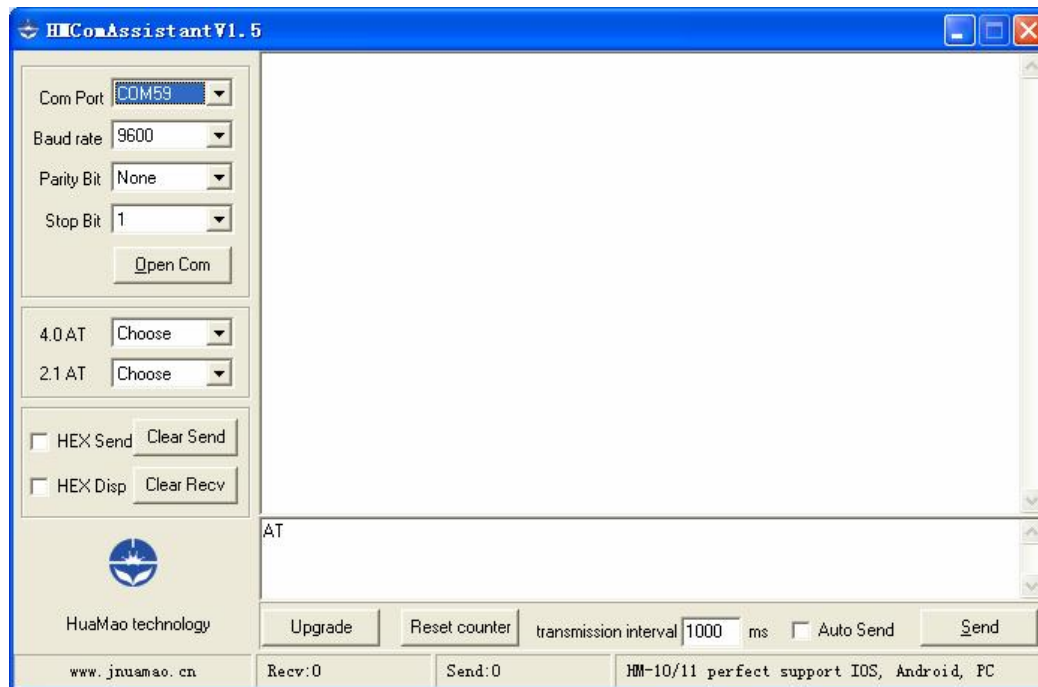 HMComAssistantV1.5
Com Port COM59
Baud rate 9600
Parity Bit None
Stop Bit 1
Open Com
4.0 AT Choose
2.1 AT Choose
HEX Send Clear Send
HEX Disp Clear Recv
HuaMao technology
AT
Upgrade Reset counter transmission interval 1000 ms Auto Send Send
www.jnuamao.cn Recv:0 Send:0 HM-10/11 perfect support IOS, Android, PC